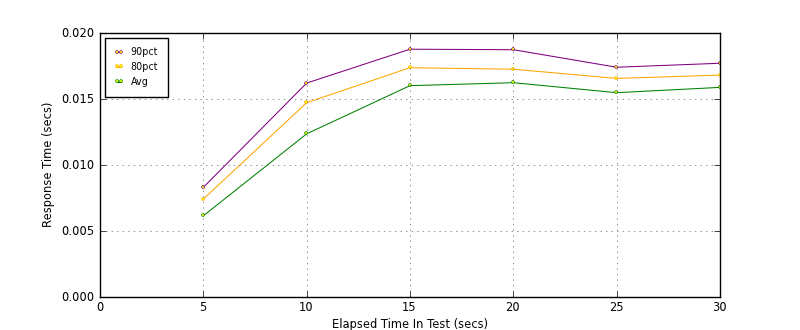 0.020
0.015
0.010
0.005
0.000
Response Time (secs)
90pct
80pct
Avg
0 5 10 15 20 25 30
Elapsed Time In Test (secs)